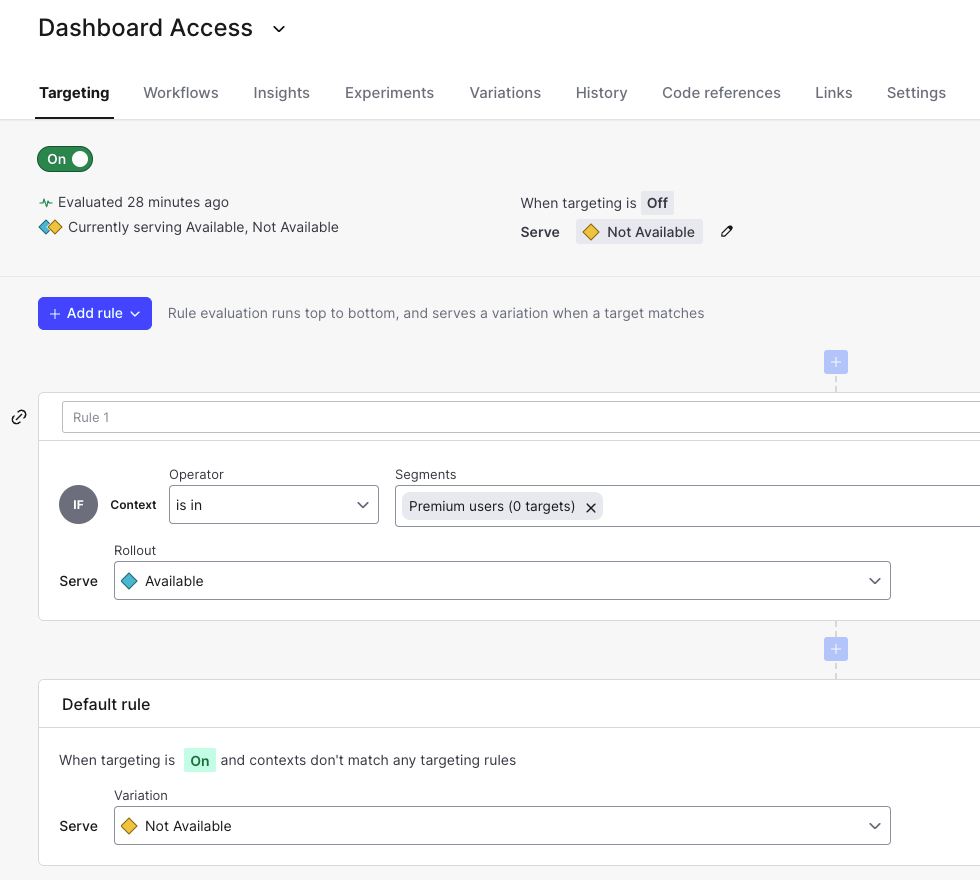 Dashboard Access
Targeting Workflows Insights Experiments Variations History Code references Links Settings
On
Evaluated 28 minutes ago
Currently serving Available, Not Available
When targeting is Off
Serve Not Available
+ Add rule Rule evaluation runs top to bottom, and serves a variation when a target matches
+
Rule 1
Operator Segments
IF Context is in Premium users (0 targets) ×
Rollout
Serve Available
+
Default rule
When targeting is On and contexts don't match any targeting rules
Variation
Serve Not Available